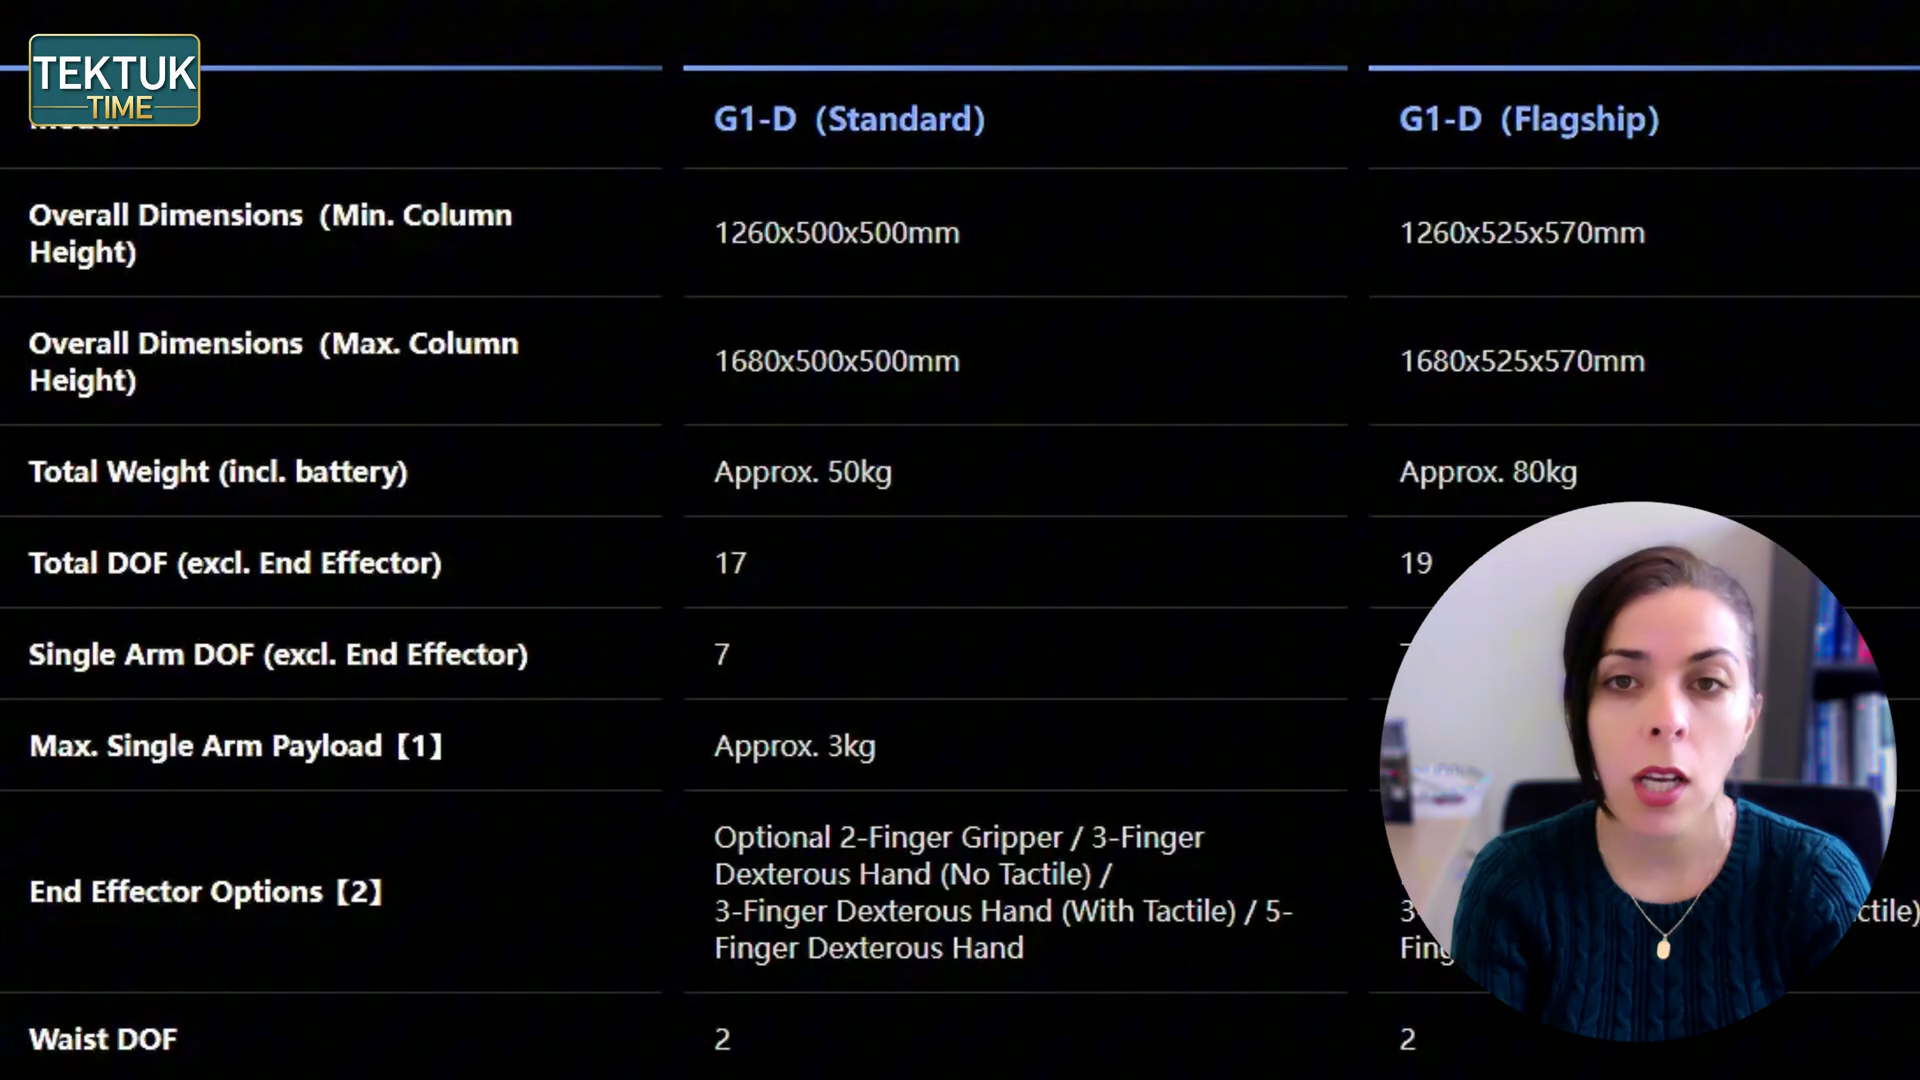 TEKTUK
TIME
G1-D (Standard)
G1-D (Flagship)
Overall Dimensions (Min. Column
Height)
1260x500x500mm
1260x525x570mm
Overall Dimensions (Max. Column
Height)
1680x500x500mm
1680x525x570mm
Total Weight (incl. battery)
Approx. 50kg
Approx. 80kg
Total DOF (excl. End Effector)
17
19
Single Arm DOF (excl. End Effector)
7
Max. Single Arm Payload【1】
Approx. 3kg
End Effector Options【2】
Optional 2-Finger Gripper / 3-Finger
Dexterous Hand (No Tactile) /
3-Finger Dexterous Hand (With Tactile) / 5-
Finger Dexterous Hand
Waist DOF
2
2